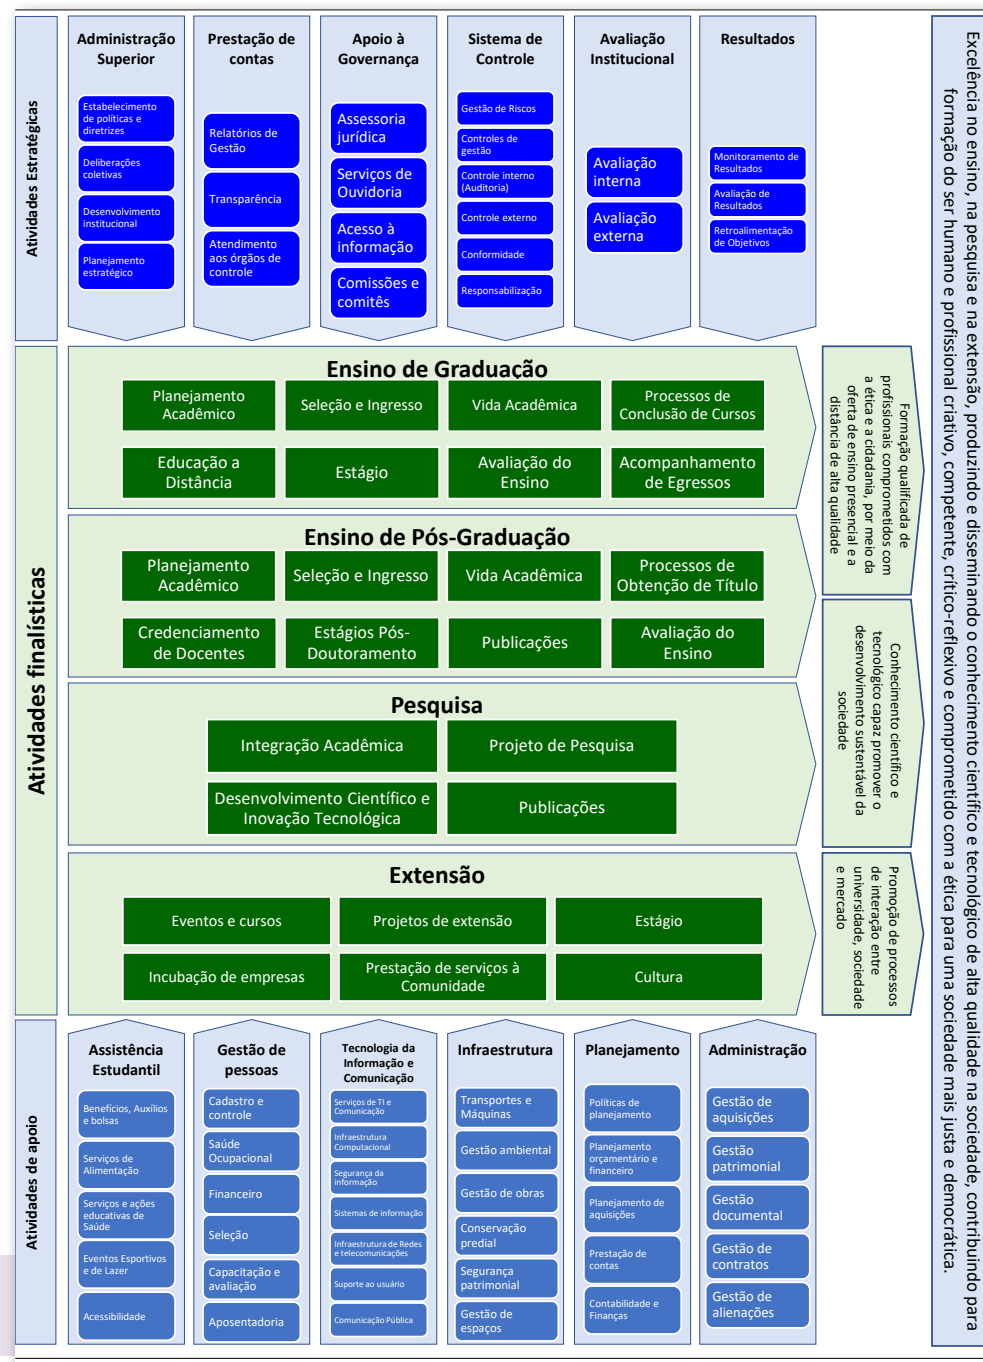 Atividades Estratégicas
Administração
Superior
Estabelecimento
de políticas e
diretrizes
Deliberações
coletivas
Desenvolvimento
institucional
Planejamento
estratégico
Prestação de
contas
Relatórios de
Gestão
Transparência
Atendimento
aos órgãos de
controle
Apoio à
Governança
Assessoria
jurídica
Serviços de
Ouvidoria
Acesso à
informação
Comissões e
comitês
Sistema de
Controle
Gestão de Riscos
Controles de
gestão
Controle interno
(Auditoria)
Controle externo
Conformidade
Responsabilização
Avaliação
Institucional
Avaliação
interna
Avaliação
externa
Resultados
Monitoramento de
Resultados
Avaliação de
Resultados
Retroalimentação
de Objetivos
Atividades finalísticas
Ensino de Graduação
Planejamento
Acadêmico
Seleção e Ingresso
Vida Acadêmica
Processos de
Conclusão de Cursos
Educação a
Distância
Estágio
Avaliação do
Ensino
Acompanhamento
de Egressos
Ensino de Pós-Graduação
Planejamento
Acadêmico
Seleção e Ingresso
Vida Acadêmica
Processos de
Obtenção de Título
Credenciamento
de Docentes
Estágios Pós-
Doutoramento
Publicações
Avaliação do
Ensino
Pesquisa
Integração Acadêmica
Projeto de Pesquisa
Desenvolvimento Científico e
Inovação Tecnológica
Publicações
Extensão
Eventos e cursos
Projetos de extensão
Estágio
Incubação de empresas
Prestação de serviços à
Comunidade
Cultura
Formação qualificada de
profissionais comprometidos com
a ética e a cidadania, por meio da
oferta de ensino presencial e a
distância de alta qualidade
Conhecimento científico e
tecnológico capaz promover o
desenvolvimento sustentável da
sociedade
Promoção de processos
de interação entre
universidade, sociedade
e mercado
Atividades de apoio
Assistência
Estudantil
Benefícios, Auxílios
e bolsas
Serviços de
Alimentação
Serviços e ações
educativas de
Saúde
Eventos Esportivos
e de Lazer
Acessibilidade
Gestão de
pessoas
Cadastro e
controle
Saúde
Ocupacional
Financeiro
Seleção
Capacitação e
avaliação
Aposentadoria
Tecnologia da
Informação e
Comunicação
Serviços de TI e
Comunicação
Infraestrutura
Computacional
Segurança da
informação
Sistemas de informação
Infraestrutura de Redes
e telecomunicações
Suporte ao usuário
Comunicação Pública
Infraestrutura
Transportes e
Máquinas
Gestão ambiental
Gestão de obras
Conservação
predial
Segurança
patrimonial
Gestão de
espaços
Planejamento
Políticas de
planejamento
Planejamento
orçamentário e
financeiro
Planejamento de
aquisições
Prestação de
contas
Contabilidade e
Finanças
Administração
Gestão de
aquisições
Gestão
patrimonial
Gestão
documental
Gestão de
contratos
Gestão de
alienações
Excelência no ensino, na pesquisa e na extensão, produzindo e disseminando o conhecimento científico e tecnológico de alta qualidade na sociedade, contribuindo para
formação do ser humano e profissional criativo, competente, crítico-reflexivo e comprometido com a ética para uma sociedade mais justa e democrática.